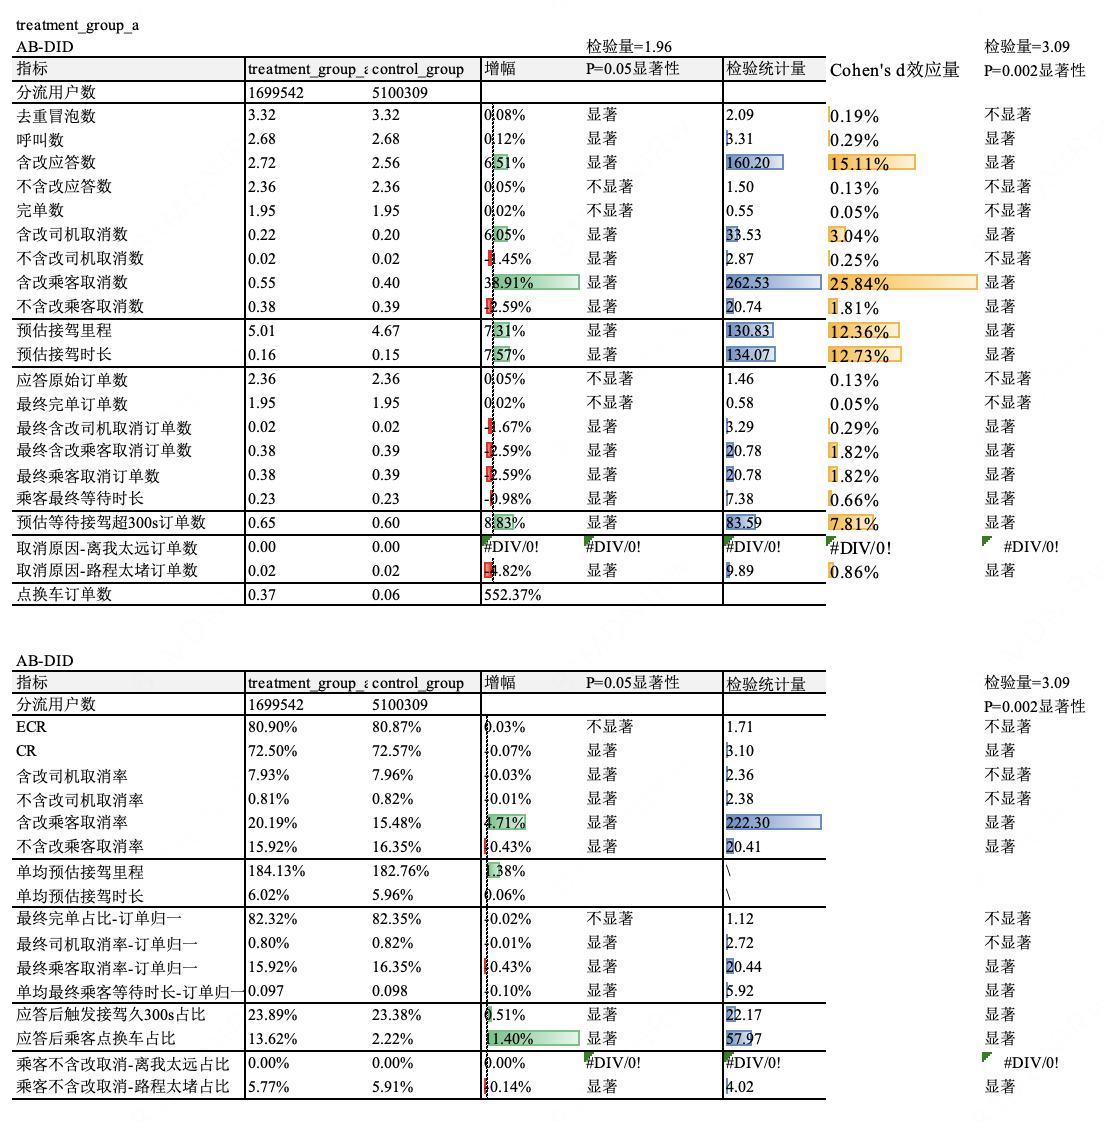 treatment_group_a
AB-DID 检验量=1.96 检验量=3.09
指标 treatment_group_a control_group 增幅 P=0.05显著性 检验统计量 Cohen's d效应量 P=0.002显著性
分流用户数 1699542 5100309
去重冒泡数 3.32 3.32 0.08% 显著 2.09 0.19% 不显著
呼叫数 2.68 2.68 0.12% 显著 3.31 0.29% 显著
含改应答数 2.72 2.56 6.51% 显著 160.20 15.11% 显著
不含改应答数 2.36 2.36 0.05% 不显著 1.50 0.13% 不显著
完单数 1.95 1.95 0.02% 不显著 0.55 0.05% 不显著
含改司机取消数 0.22 0.20 6.05% 显著 33.53 3.04% 显著
不含改司机取消数 0.02 0.02 -1.45% 显著 2.87 0.25% 不显著
含改乘客取消数 0.55 0.40 38.91% 显著 262.53 25.84% 显著
不含改乘客取消数 0.38 0.39 -2.59% 显著 20.74 1.81% 显著
预估接驾里程 5.01 4.67 7.31% 显著 130.83 12.36% 显著
预估接驾时长 0.16 0.15 7.57% 显著 134.07 12.73% 显著
应答原始订单数 2.36 2.36 0.05% 不显著 1.46 0.13% 不显著
最终完单订单数 1.95 1.95 0.02% 不显著 0.58 0.05% 不显著
最终含改司机取消订单数 0.02 0.02 -1.67% 显著 3.29 0.29% 显著
最终含改乘客取消订单数 0.38 0.39 -2.59% 显著 20.78 1.82% 显著
最终乘客取消订单数 0.38 0.39 -2.59% 显著 20.78 1.82% 显著
乘客最终等待时长 0.23 0.23 -0.98% 显著 7.38 0.66% 显著
预估等待接驾超300s订单数 0.65 0.60 8.83% 显著 83.59 7.81% 显著
取消原因-离我太远订单数 0.00 0.00 #DIV/0! #DIV/0! #DIV/0! #DIV/0! #DIV/0!
取消原因-路程太堵订单数 0.02 0.02 -4.82% 显著 9.89 0.86% 显著
点换车订单数 0.37 0.06 552.37%
AB-DID
指标 treatment_group_a control_group 增幅 P=0.05显著性 检验统计量 检验量=3.09
分流用户数 1699542 5100309 P=0.002显著性
ECR 80.90% 80.87% 0.03% 不显著 1.71 不显著
CR 72.50% 72.57% -0.07% 显著 3.10 显著
含改司机取消率 7.93% 7.96% -0.03% 显著 2.36 不显著
不含改司机取消率 0.81% 0.82% -0.01% 显著 2.38 不显著
含改乘客取消率 20.19% 15.48% 4.71% 显著 222.30 显著
不含改乘客取消率 15.92% 16.35% -0.43% 显著 20.41 显著
单均预估接驾里程 184.13% 182.76% 1.38% \
单均预估接驾时长 6.02% 5.96% 0.06% \
最终完单占比-订单归一 82.32% 82.35% -0.02% 不显著 1.12 不显著
最终司机取消率-订单归一 0.80% 0.82% -0.01% 显著 2.72 不显著
最终乘客取消率-订单归一 15.92% 16.35% -0.43% 显著 20.44 显著
单均最终乘客等待时长-订单归一 0.097 0.098 -0.10% 显著 5.92 显著
应答后触发接驾久300s占比 23.89% 23.38% 0.51% 显著 22.17 显著
应答后乘客点换车占比 13.62% 2.22% 11.40% 显著 57.97 显著
乘客不含改取消-离我太远占比 0.00% 0.00% 0.00% #DIV/0! #DIV/0! #DIV/0!
乘客不含改取消-路程太堵占比 5.77% 5.91% -0.14% 显著 4.02 显著